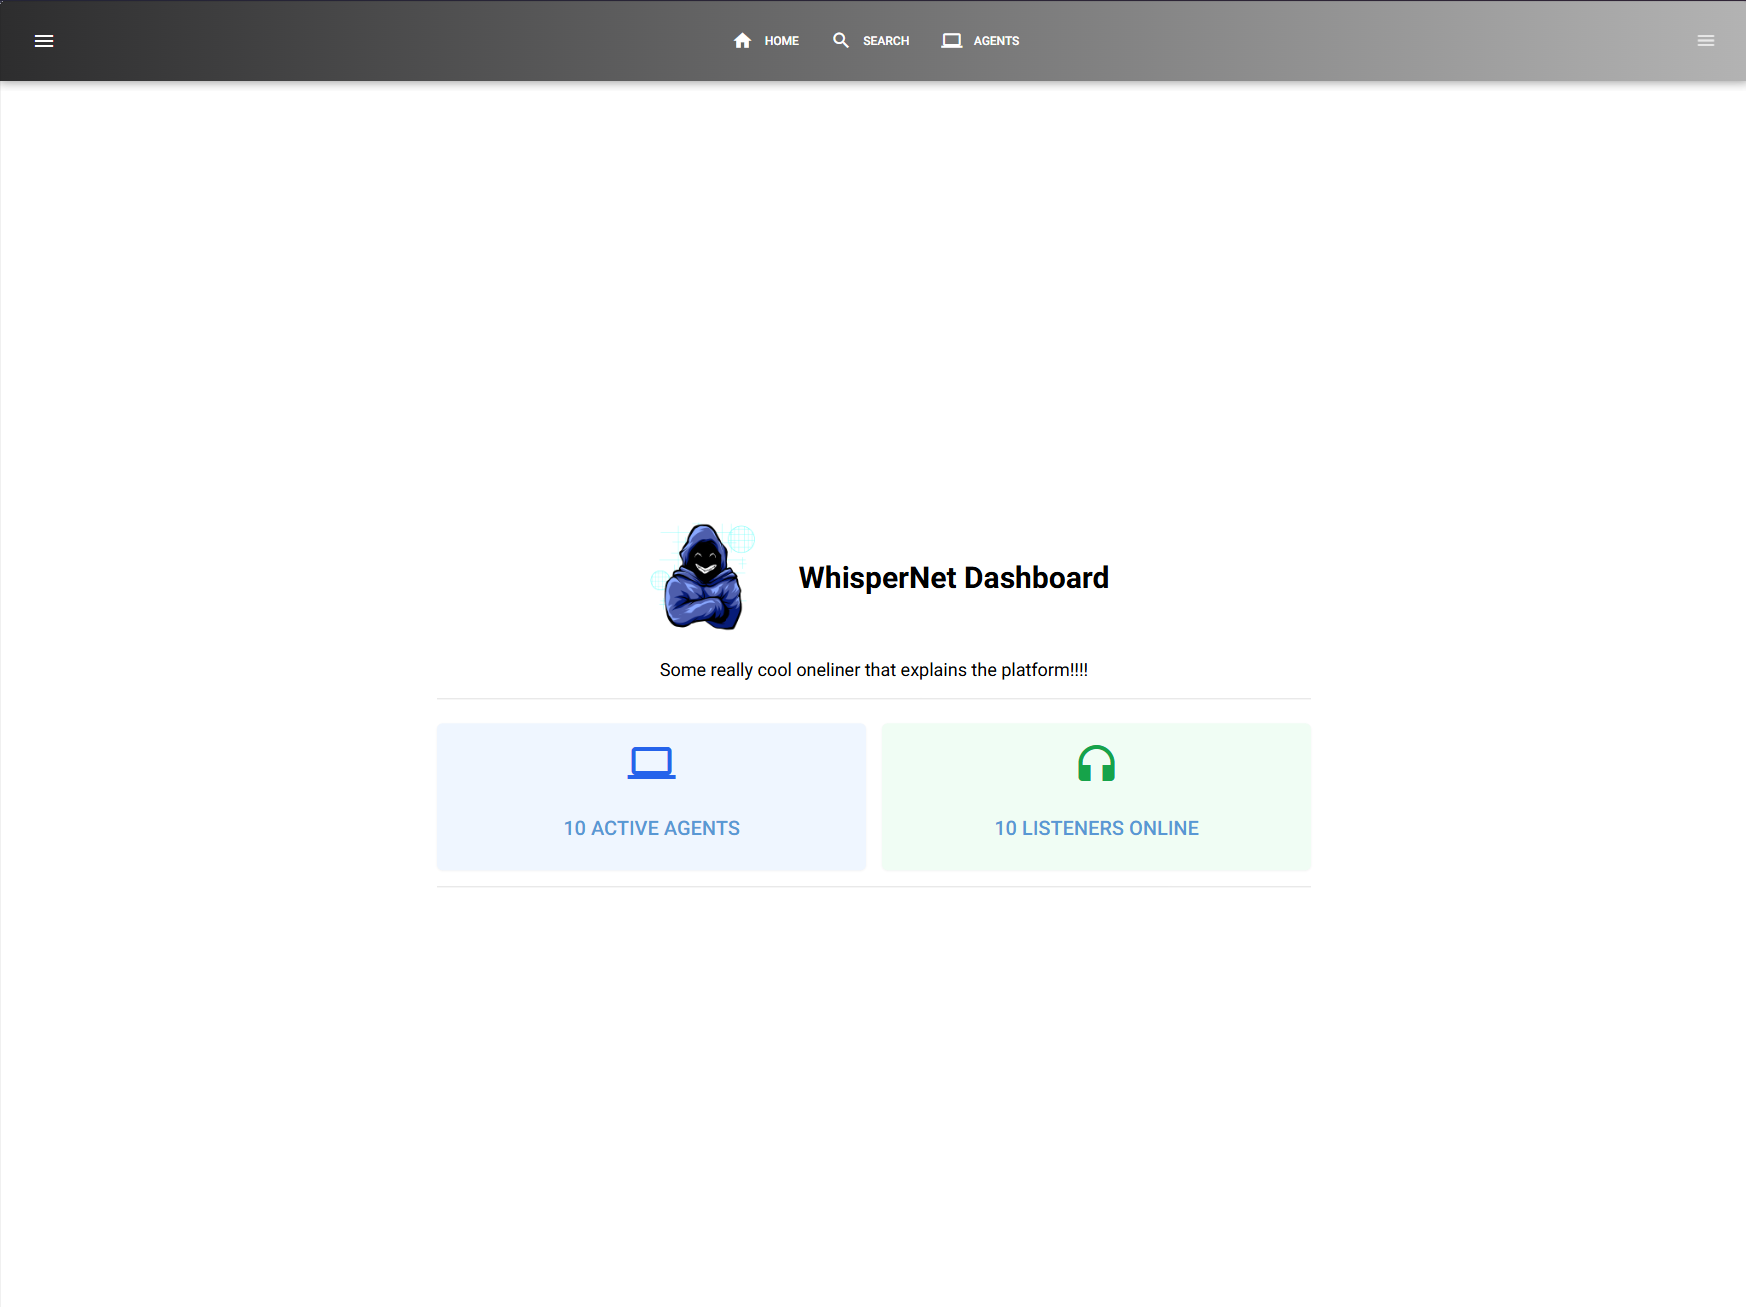 HOME SEARCH AGENTS
WhisperNet Dashboard
Some really cool oneliner that explains the platform!!!!
10 ACTIVE AGENTS
10 LISTENERS ONLINE